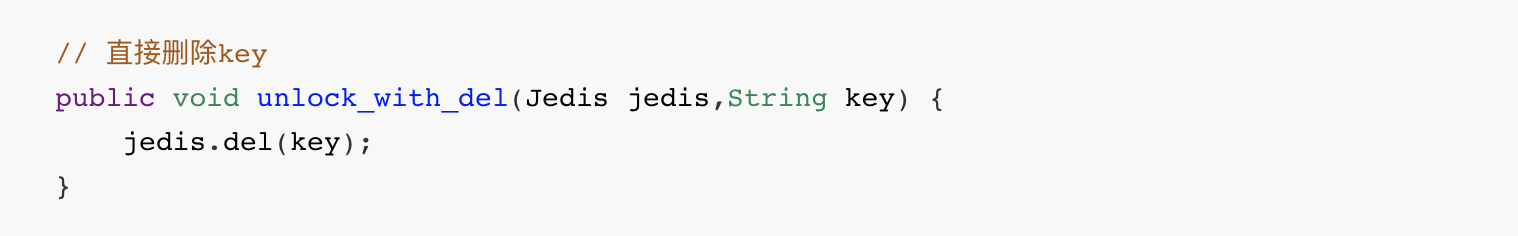 // 直接删除key
public void unlock_with_del(Jedis jedis,String key) {
    jedis.del(key);
}